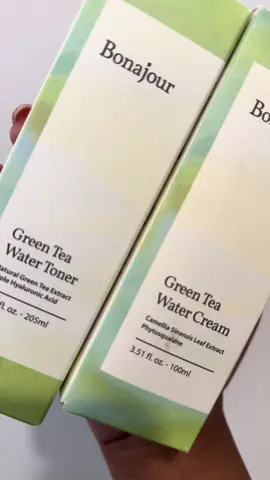 Bonajour
Green Tea
Water Toner
Natural Green Tea Extract
ple Hyaluronic Acid
fl. oz. - 205ml
Bo
Green Tea
Water Cream
Camellia Sinensis Leaf Extract
Phytosqualane
3.51 fl. oz. - 100ml